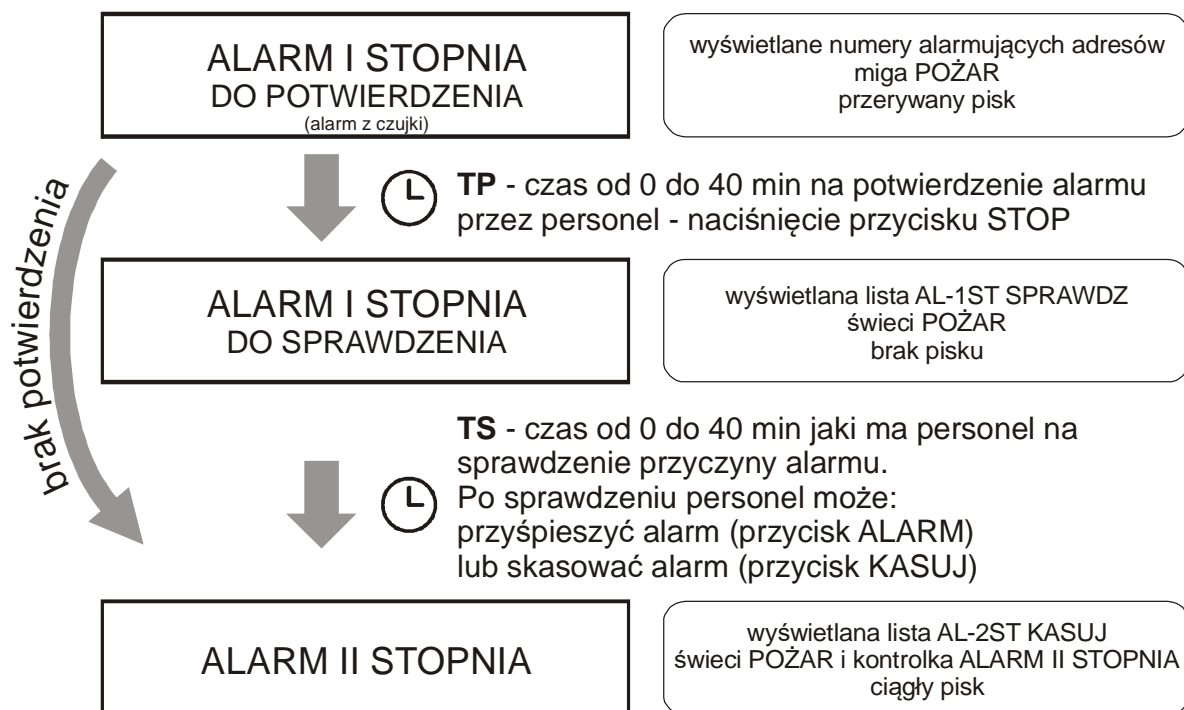 ALARM I STOPNIA
DO POTWIERDZENIA
(alarm z czujki)
wyświetlane numery alarmujących adresów
miga POŻAR
przerywany pisk
brak potwierdzenia
TP - czas od 0 do 40 min na potwierdzenie alarmu
przez personel - naciśnięcie przycisku STOP
ALARM I STOPNIA
DO SPRAWDZENIA
wyświetlana lista AL-1ST SPRAWDZ
świeci POŻAR
brak pisku
TS - czas od 0 do 40 min jaki ma personel na
sprawdzenie przyczyny alarmu.
Po sprawdzeniu personel może:
przyśpieszyć alarm (przycisk ALARM)
lub skasować alarm (przycisk KASUJ)
ALARM II STOPNIA
wyświetlana lista AL-2ST KASUJ
świeci POŻAR i kontrolka ALARM II STOPNIA
ciągły pisk